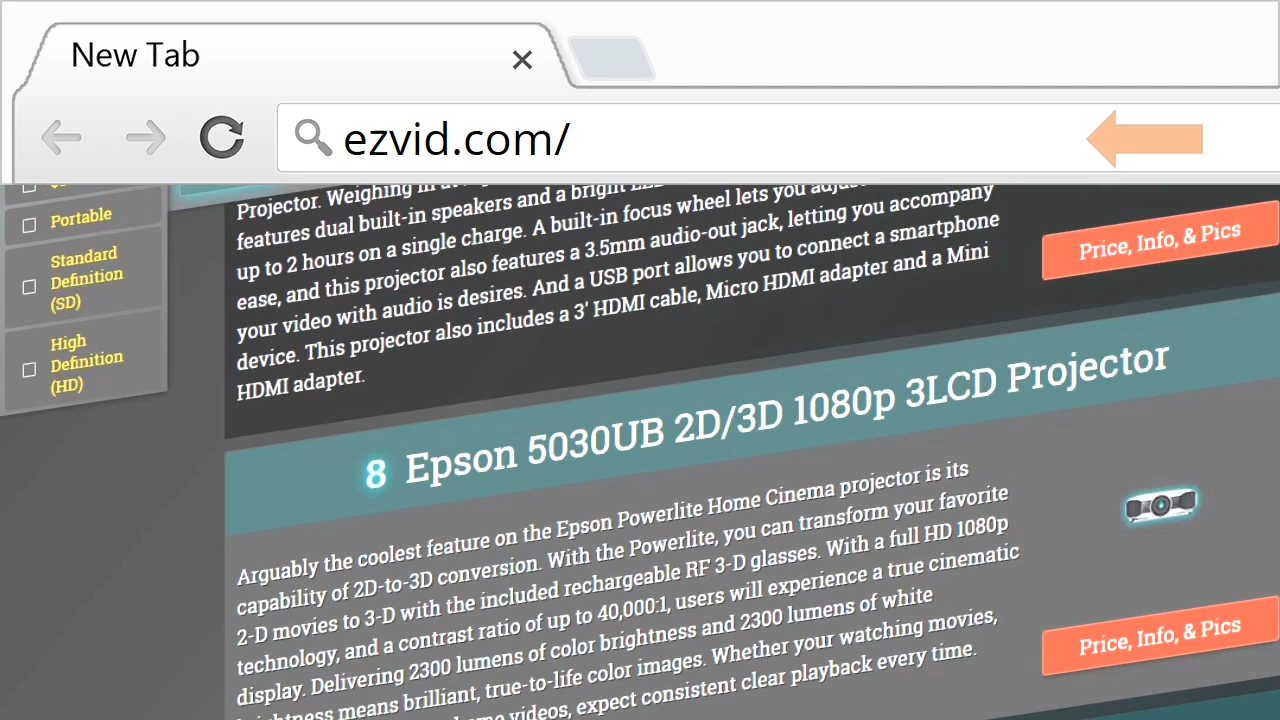 New Tab
ezvid.com/
Portable
Standard
Definition
(SD)
High
Definition
(HD)
Projector. Weighing in
features dual built-in speakers and a bright
up to 2 hours on a single charge. A built-in focus wheel lets you
ease, and this projector also features a 3.5mm audio-out jack, letting you accompany
your video with audio is desires. And a USB port allows you to connect a smartphone
device. This projector also includes a 3' HDMI cable, Micro HDMI adapter and a Mini
HDMI adapter.
Price, Info, & Pics
8 Epson 5030UB 2D/3D 1080p 3LCD Projector
Arguably the coolest feature on the Epson Powerlite Home Cinema projector is its
capability of 2D-to-3D conversion. With the Powerlite, you can transform your favorite
2-D movies to 3-D with the included rechargeable RF 3-D glasses. With a full HD 1080p
technology, and a contrast ratio of up to 40,000:1, users will experience a true cinematic
display. Delivering 2300 lumens of color brightness and 2300 lumens of white
brightness means brilliant, true-to-life color images. Whether your watching movies,
videos, expect consistent clear playback every time.
Price, Info, & Pics